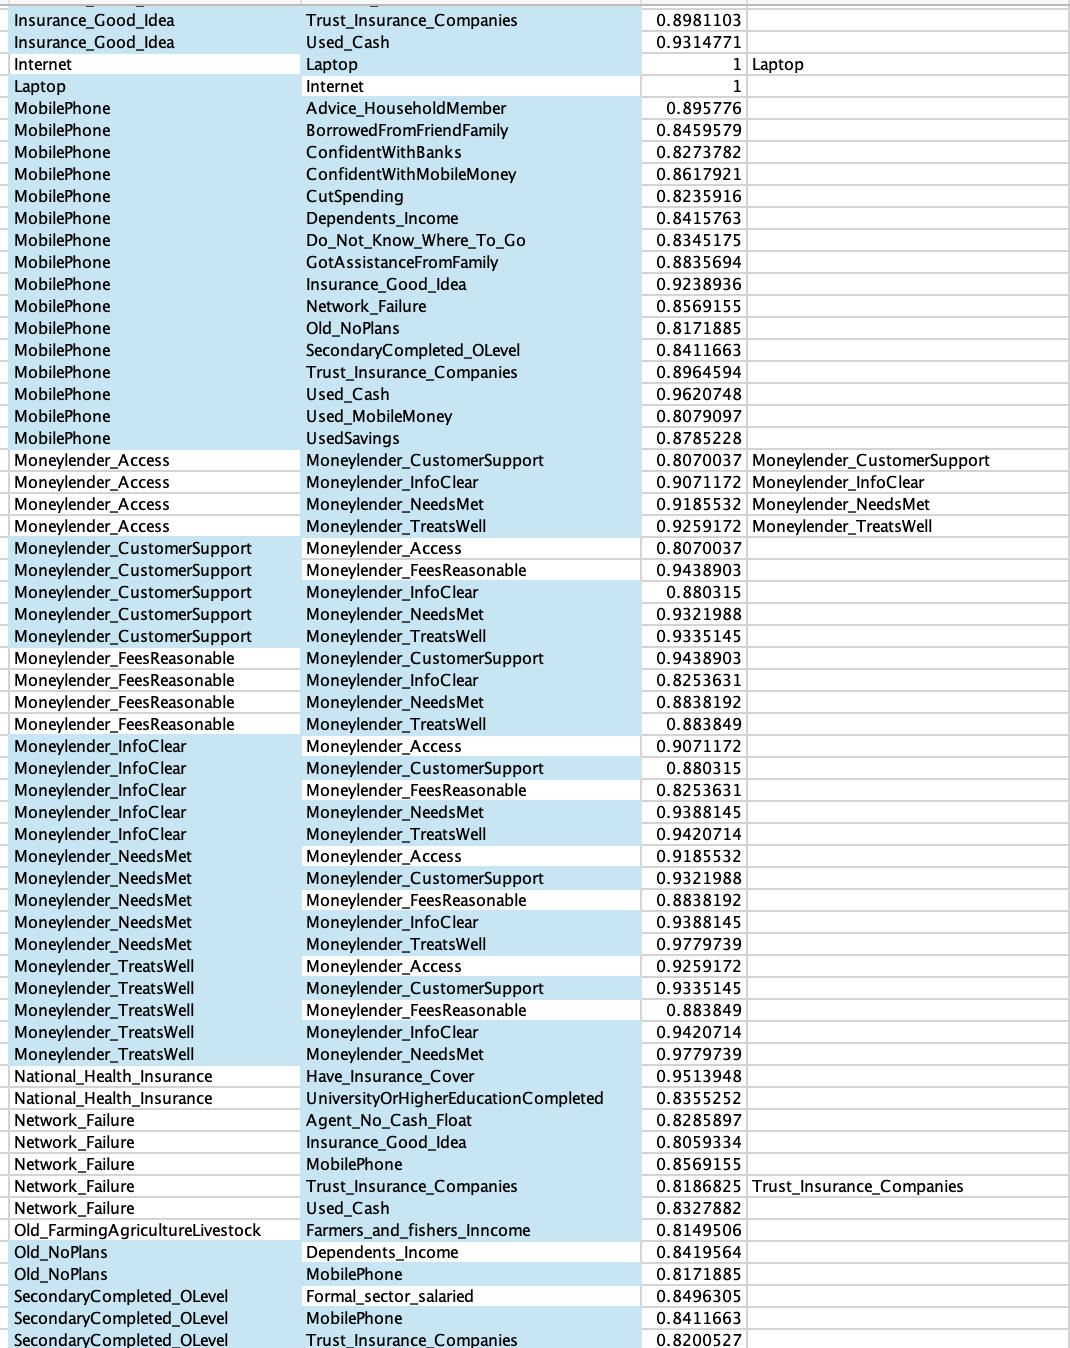 Insurance_Good_Idea Trust_Insurance_Companies 0.8981103
Insurance_Good_Idea Used_Cash 0.9314771
Internet Laptop 1 Laptop
Laptop Internet 1
MobilePhone Advice_HouseholdMember 0.895776
MobilePhone BorrowedFromFriendFamily 0.8459579
MobilePhone ConfidentWithBanks 0.8273782
MobilePhone ConfidentWithMobileMoney 0.8617921
MobilePhone CutSpending 0.8235916
MobilePhone Dependents_Income 0.8415763
MobilePhone Do_Not_Know_Where_To_Go 0.8345175
MobilePhone GotAssistanceFromFamily 0.8835694
MobilePhone Insurance_Good_Idea 0.9238936
MobilePhone Network_Failure 0.8569155
MobilePhone Old_NoPlans 0.8171885
MobilePhone SecondaryCompleted_OLevel 0.8411663
MobilePhone Trust_Insurance_Companies 0.8964594
MobilePhone Used_Cash 0.9620748
MobilePhone Used_MobileMoney 0.8079097
MobilePhone UsedSavings 0.8785228
Moneylender_Access Moneylender_CustomerSupport 0.8070037 Moneylender_CustomerSupport
Moneylender_Access Moneylender_InfoClear 0.9071172 Moneylender_InfoClear
Moneylender_Access Moneylender_NeedsMet 0.9185532 Moneylender_NeedsMet
Moneylender_Access Moneylender_TreatsWell 0.9259172 Moneylender_TreatsWell
Moneylender_CustomerSupport Moneylender_Access 0.8070037
Moneylender_CustomerSupport Moneylender_FeesReasonable 0.9438903
Moneylender_CustomerSupport Moneylender_InfoClear 0.880315
Moneylender_CustomerSupport Moneylender_NeedsMet 0.9321988
Moneylender_CustomerSupport Moneylender_TreatsWell 0.9335145
Moneylender_FeesReasonable Moneylender_CustomerSupport 0.9438903
Moneylender_FeesReasonable Moneylender_InfoClear 0.8253631
Moneylender_FeesReasonable Moneylender_NeedsMet 0.8838192
Moneylender_FeesReasonable Moneylender_TreatsWell 0.883849
Moneylender_InfoClear Moneylender_Access 0.9071172
Moneylender_InfoClear Moneylender_CustomerSupport 0.880315
Moneylender_InfoClear Moneylender_FeesReasonable 0.8253631
Moneylender_InfoClear Moneylender_NeedsMet 0.9388145
Moneylender_InfoClear Moneylender_TreatsWell 0.9420714
Moneylender_NeedsMet Moneylender_Access 0.9185532
Moneylender_NeedsMet Moneylender_CustomerSupport 0.9321988
Moneylender_NeedsMet Moneylender_FeesReasonable 0.8838192
Moneylender_NeedsMet Moneylender_InfoClear 0.9388145
Moneylender_NeedsMet Moneylender_TreatsWell 0.9779739
Moneylender_TreatsWell Moneylender_Access 0.9259172
Moneylender_TreatsWell Moneylender_CustomerSupport 0.9335145
Moneylender_TreatsWell Moneylender_FeesReasonable 0.883849
Moneylender_TreatsWell Moneylender_InfoClear 0.9420714
Moneylender_TreatsWell Moneylender_NeedsMet 0.9779739
National_Health_Insurance Have_Insurance_Cover 0.9513948
National_Health_Insurance UniversityOrHigherEducationCompleted 0.8355252
Network_Failure Agent_No_Cash_Float 0.8285897
Network_Failure Insurance_Good_Idea 0.8059334
Network_Failure MobilePhone 0.8569155
Network_Failure Trust_Insurance_Companies 0.8186825 Trust_Insurance_Companies
Network_Failure Used_Cash 0.8327882
Old_FarmingAgricultureLivestock Farmers_and_fishers_Inncome 0.8149506
Old_NoPlans Dependents_Income 0.8419564
Old_NoPlans MobilePhone 0.8171885
SecondaryCompleted_OLevel Formal_sector_salaried 0.8496305
SecondaryCompleted_OLevel MobilePhone 0.8411663
SecondaryCompleted_OLevel Trust_Insurance_Companies 0.8200527